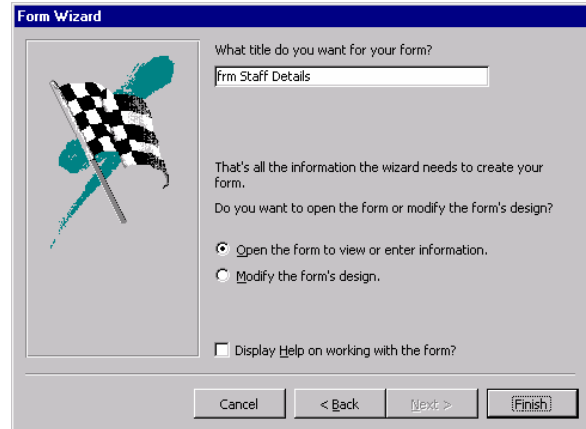 Form Wizard
What title do you want for your form?
frm Staff Details
That's all the information the wizard needs to create your
form.
Do you want to open the form or modify the form's design?
Open the form to view or enter information.
Modify the form's design.
Display Help on working with the form?
Cancel
< Back
Next >
Finish